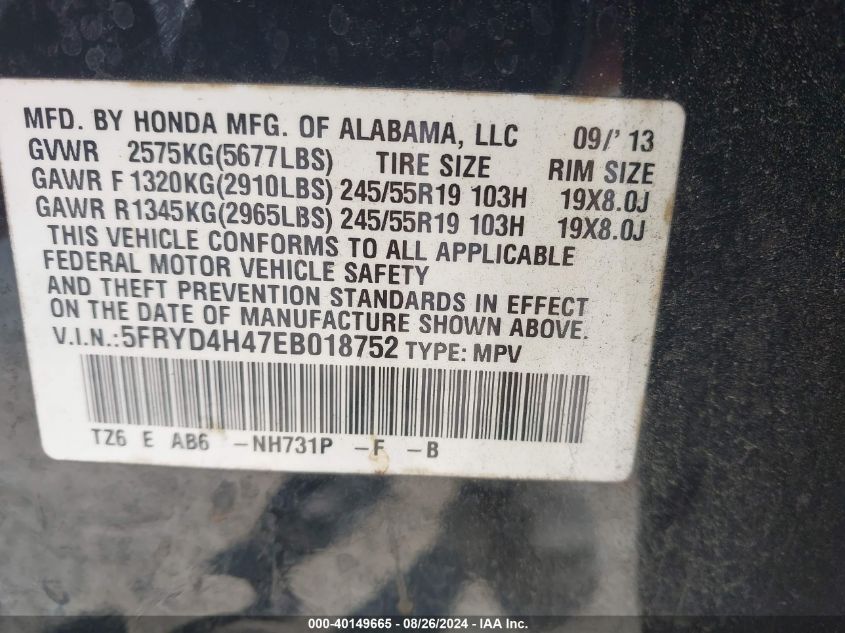 MFD. BY HONDA MFG. OF ALABAMA, LLC 09/' 13
GVWR 2575KG(5677LBS) TIRE SIZE RIM SIZE
GAWR F 1320KG(2910LBS) 245/55R19 103H 19X8.0J
GAWR R1345KG(2965LBS) 245/55R19 103H 19X8.0J
THIS VEHICLE CONFORMS TO ALL APPLICABLE
FEDERAL MOTOR VEHICLE SAFETY
AND THEFT PREVENTION STANDARDS IN EFFECT
ON THE DATE OF MANUFACTURE SHOWN ABOVE.
V.I.N.:5FRYD4H47EB018752 TYPE: MPV
TZ6 E AB6 -NH731P -F -B
000-40149665 - 08/26/2024 - IAA Inc.